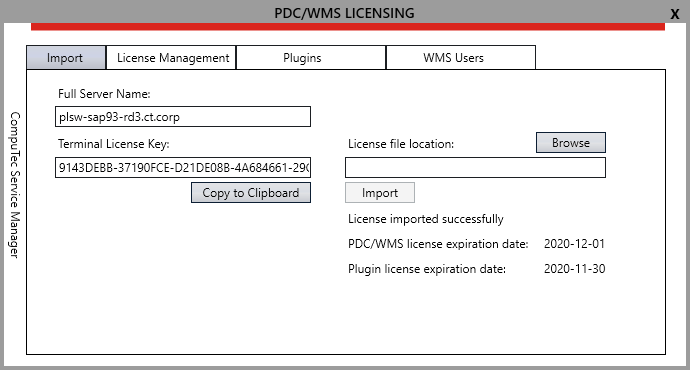 PDC/WMS LICENSING
X
Import
License Management
Plugins
WMS Users
CompuTec Service Manager
Full Server Name:
plsw-sap93-rd3.ct.corp
Terminal License Key:
9143DEBB-37190FCE-D21DE08B-4A684661-29
Copy to Clipboard
License file location:
Browse
Import
License imported successfully
PDC/WMS license expiration date: 2020-12-01
Plugin license expiration date: 2020-11-30